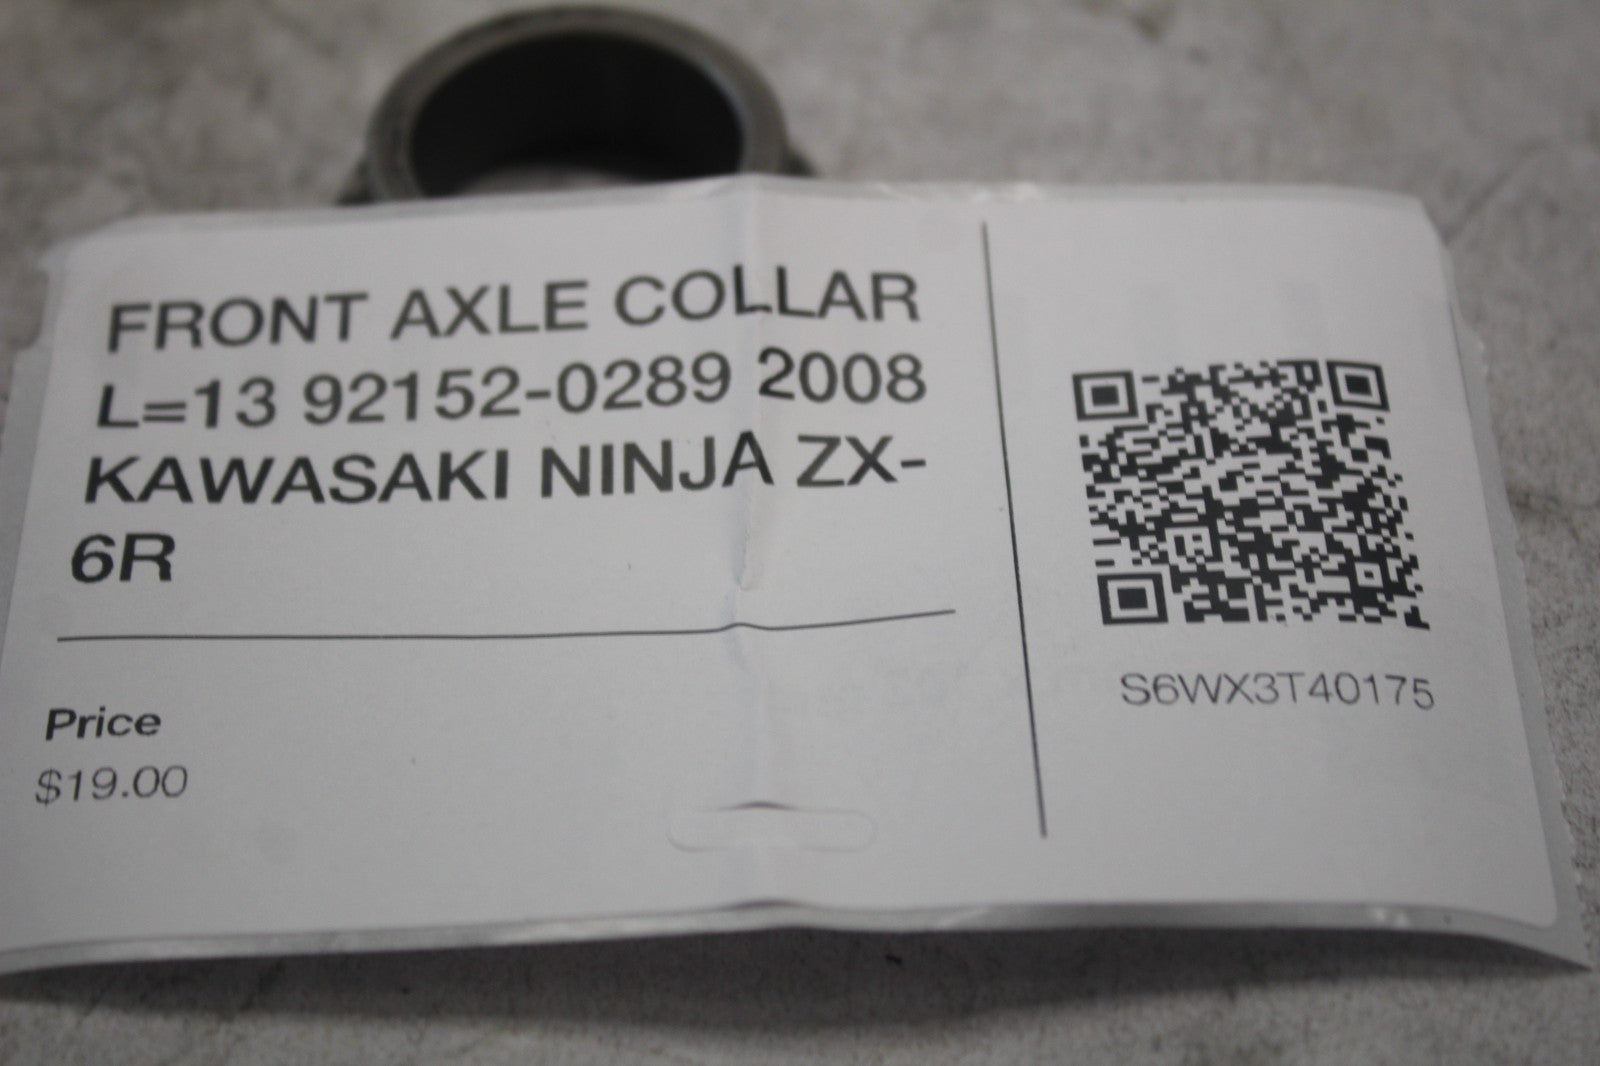 FRONT AXLE COLLAR
L=13 92152-0289 2008
KAWASAKI NINJA ZX-
6R
Price
$19.00
S6WX3T40175